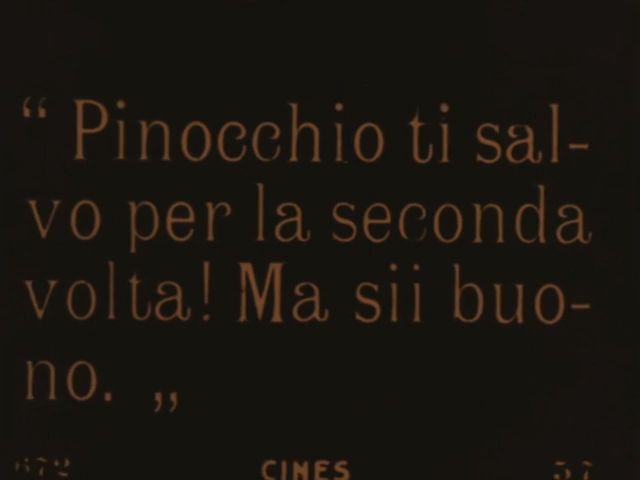 “ Pinocchio ti sal-
vo per la seconda
volta! Ma sii buo-
no. „
CINES